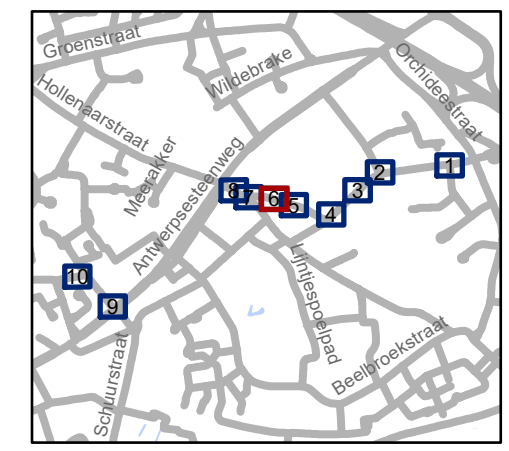 Groenstraat
Wildebrake
Orchideestraat
Hollenaarstraat
Meerakker
Antwerpsesteenweg
1
2
3
4
5
6
7
8
Lijntjespoelpad
10
9
Schuurstraat
Beelbroekstraat